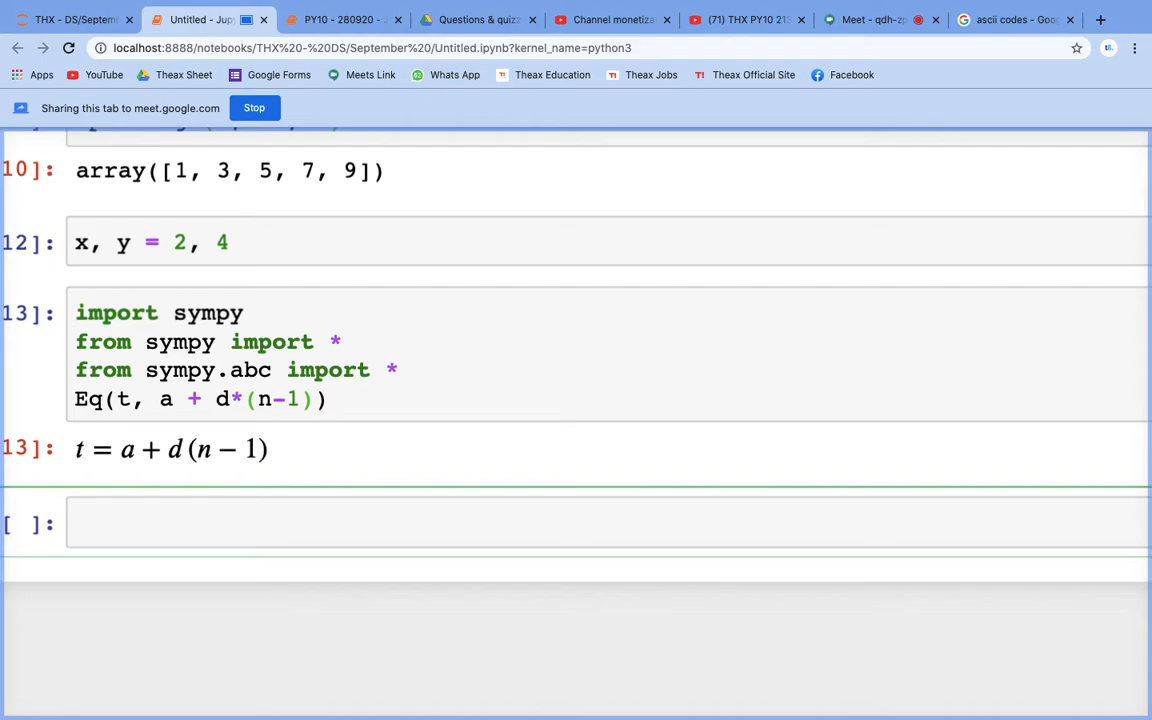 THX - DS/Septemb
Untitled - Jup
PY10 - 280920 - J
Questions & quizz
Channel monetiza
(71) THX PY10 213
Meet - qdh-zp
ascii codes - Goo
localhost:8888/notebooks/THX%20-%20DS/September%20/Untitled.ipynb?kernel_name=python3
Apps
YouTube
Theax Sheet
Google Forms
Meets Link
Whats App
Theax Education
Theax Jobs
Theax Official Site
Facebook
Sharing this tab to meet.google.com
Stop
10]: array([1, 3, 5, 7, 9])
12]: x, y = 2, 4
13]: import sympy
from sympy import *
from sympy.abc import *
Eq(t, a + d*(n-1))
13]: t = a + d (n − 1)
[ ]: